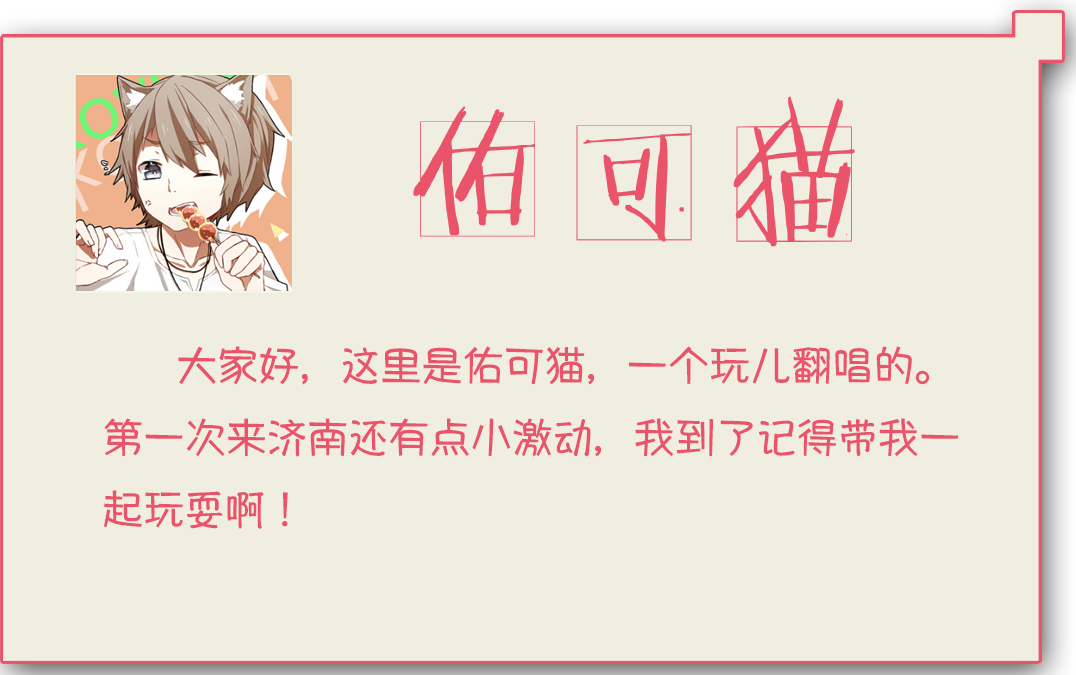 佑可猫
大家好，这里是佑可猫，一个玩儿翻唱的。
第一次来济南还有点小激动，我到了记得带我一
起玩耍啊！